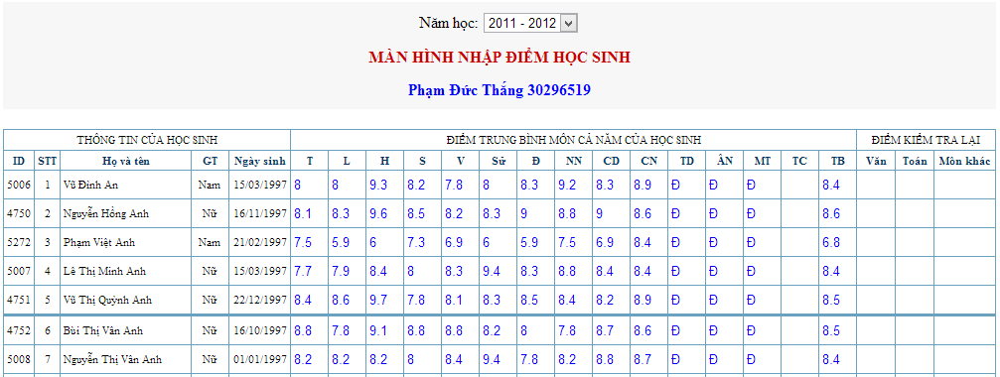 Năm học: 2011 - 2012
MÀN HÌNH NHẬP ĐIỂM HỌC SINH
Phạm Đức Thắng 30296519
THÔNG TIN CỦA HỌC SINH ĐIỂM TRUNG BÌNH MÔN CẢ NĂM CỦA HỌC SINH ĐIỂM KIỂM TRA LẠI
ID STT Họ và tên GT Ngày sinh T L H S V Sử Đ NN CD CN TD ÂN MT TC TB Văn Toán Môn khác
5006 1 Vũ Đình An Nam 15/03/1997 8 8 9.3 8.2 7.8 8 8.3 9.2 8.3 8.9 Đ Đ Đ 8.4
4750 2 Nguyễn Hồng Anh Nữ 16/11/1997 8.1 8.3 9.6 8.5 8.2 8.3 9 8.8 9 8.6 Đ Đ Đ 8.6
5272 3 Phạm Việt Anh Nam 21/02/1997 7.5 5.9 6 7.3 6.9 6 5.9 7.5 6.9 8.4 Đ Đ Đ 6.8
5007 4 Lê Thị Minh Anh Nữ 15/03/1997 7.7 7.9 8.4 8 8.3 9.4 8.3 8.8 8.4 8.4 Đ Đ Đ 8.4
4751 5 Vũ Thị Quỳnh Anh Nữ 22/12/1997 8.4 8.6 9.7 7.8 8.1 8.3 8.5 8.4 8.2 8.9 Đ Đ Đ 8.5
4752 6 Bùi Thị Vân Anh Nữ 16/10/1997 8.8 7.8 9.1 8.8 8.8 8.2 8 7.8 8.7 8.6 Đ Đ Đ 8.5
5008 7 Nguyễn Thị Vân Anh Nữ 01/01/1997 8.2 8.2 8.2 8 8.4 9.4 7.8 8.2 8.8 8.7 Đ Đ Đ 8.4